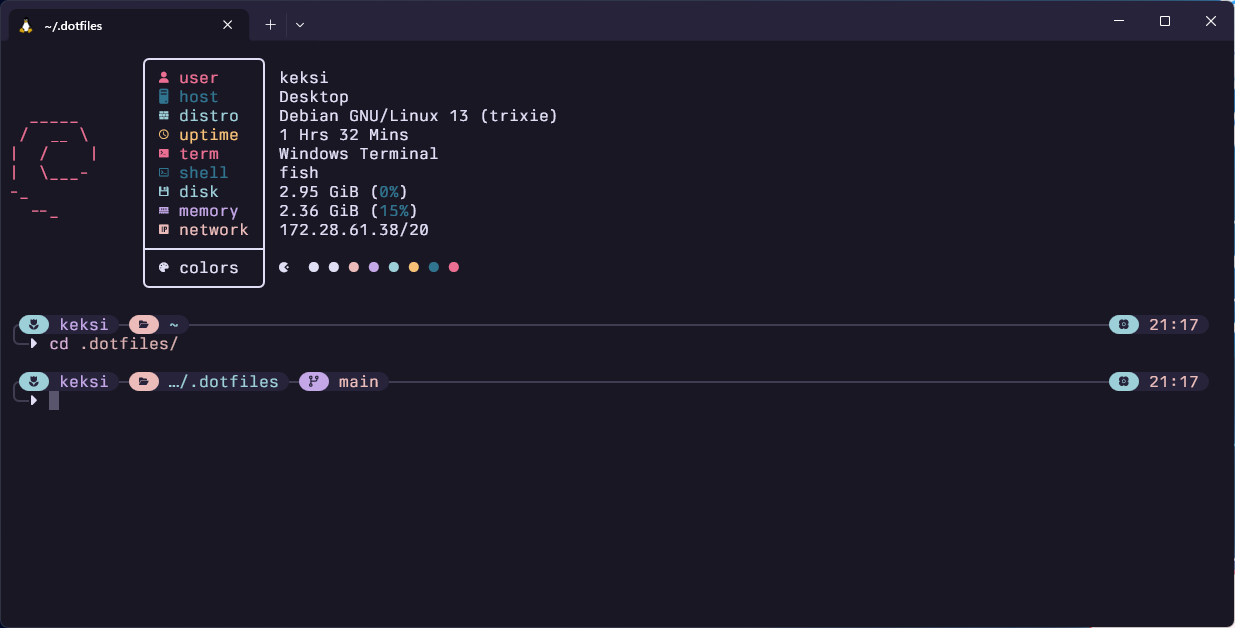 ~/.dotfiles
user keksi
host Desktop
distro Debian GNU/Linux 13 (trixie)
uptime 1 Hrs 32 Mins
term Windows Terminal
shell fish
disk 2.95 GiB (0%)
memory 2.36 GiB (15%)
network 172.28.61.38/20
colors
keksi ~ 21:17
cd .dotfiles/
keksi …/.dotfiles main 21:17